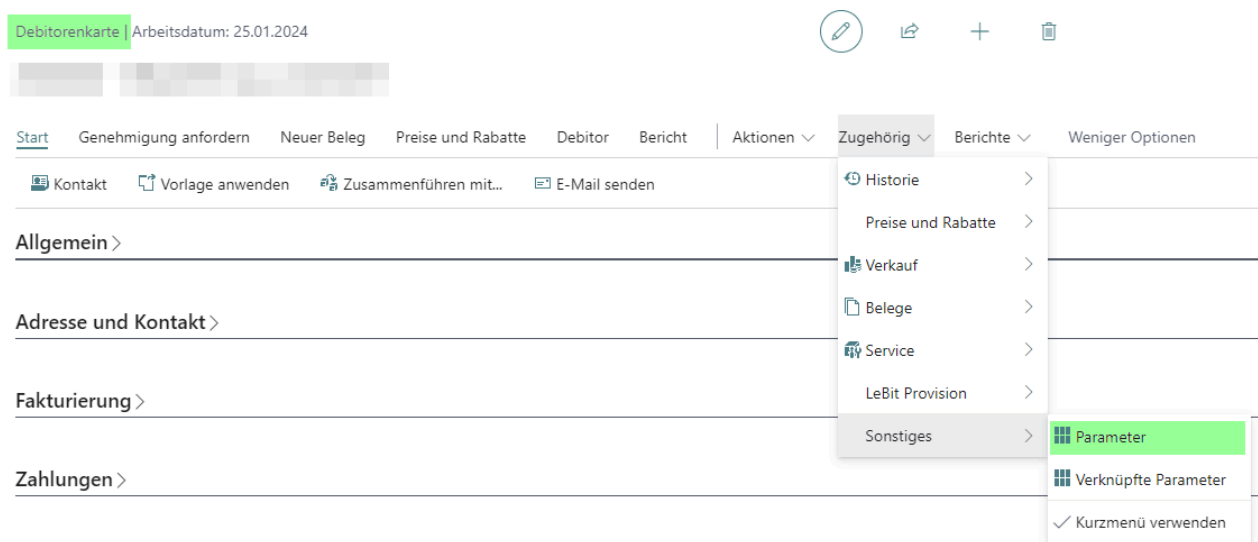 Debitorenkarte | Arbeitsdatum: 25.01.2024
Start Genehmigung anfordern Neuer Beleg Preise und Rabatte Debitor Bericht Aktionen Zugehörig Berichte Weniger Optionen
Kontakt Vorlage anwenden Zusammenführen mit... E-Mail senden
Historie
Preise und Rabatte
Verkauf
Belege
Service
LeBit Provision
Sonstiges
Parameter
Verknüpfte Parameter
Kurzmenü verwenden
Allgemein
Adresse und Kontakt
Fakturierung
Zahlungen